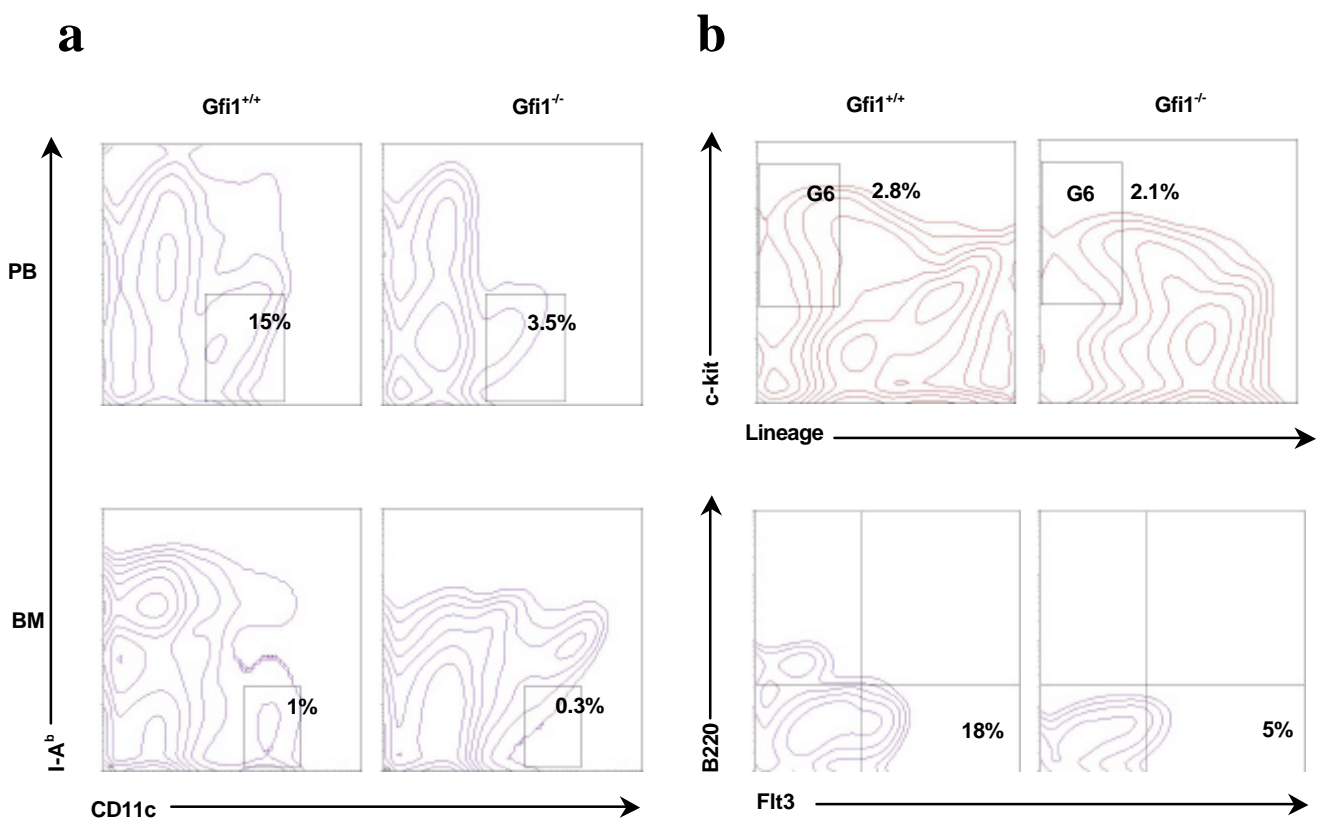 a
Gfi1+/+
Gfi1-/-
PB
15%
3.5%
BM
1%
0.3%
I-Ab
CD11c
b
Gfi1+/+
Gfi1-/-
G6
2.8%
G6
2.1%
c-kit
Lineage
18%
5%
B220
Flt3